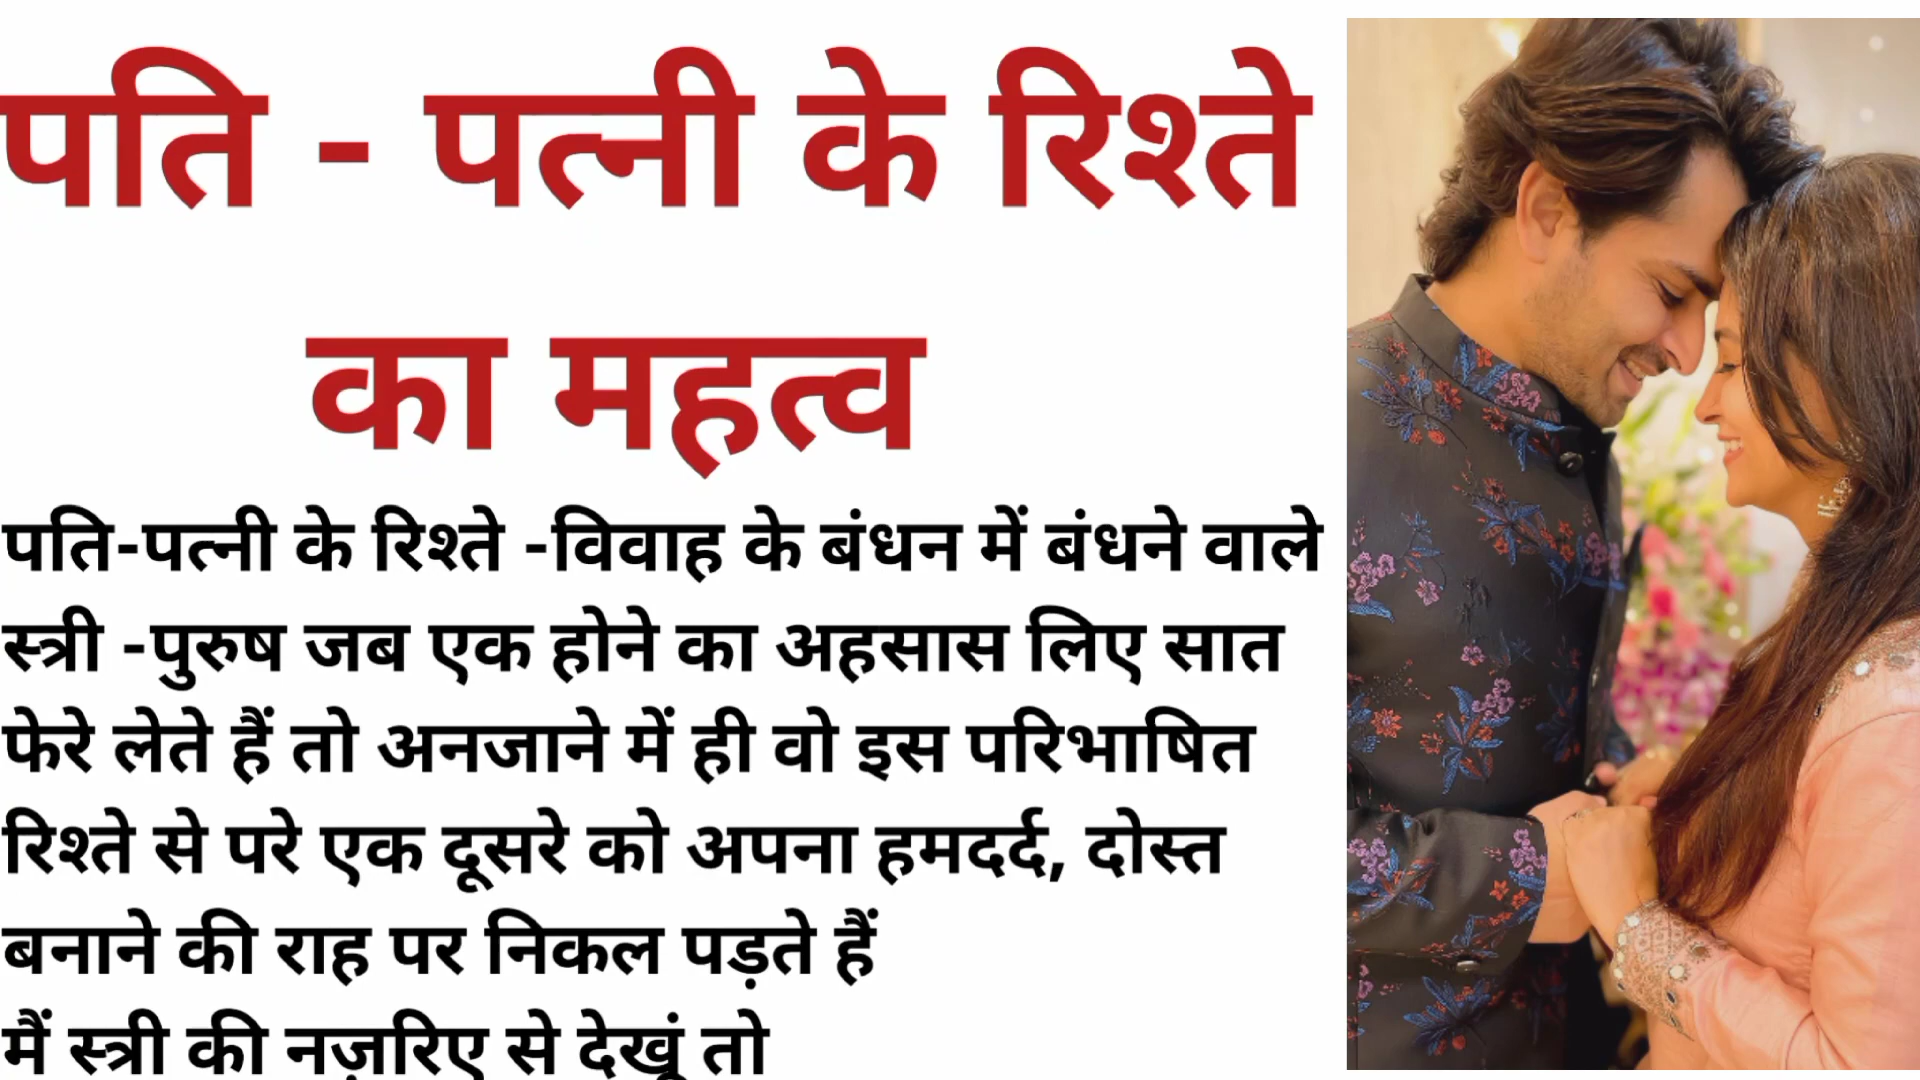 पति - पत्नी के रिश्ते
का महत्व
पति-पत्नी के रिश्ते -विवाह के बंधन में बंधने वाले
स्त्री -पुरुष जब एक होने का अहसास लिए सात
फेरे लेते हैं तो अनजाने में ही वो इस परिभाषित
रिश्ते से परे एक दूसरे को अपना हमदर्द, दोस्त
बनाने की राह पर निकल पड़ते हैं
मैं स्त्री की नज़रिए से देखूं तो